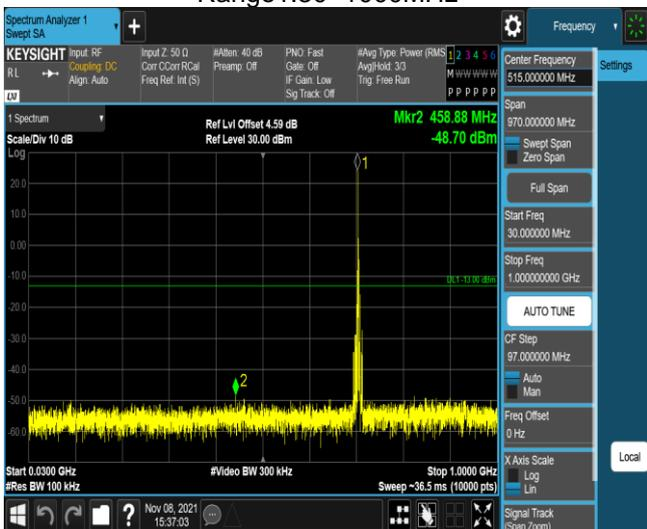 Range1:30~1000MHz
Spectrum Analyzer 1
Swept SA
Frequency
KEYSIGHT
Input: RF
Input Z: 50 Ω
#Atten: 40 dB
PNO: Fast
#Avg Type: Power (RMS
1 2 3 4 5 6
RL
Coupling: DC
Corr CCorr RCal
Preamp: Off
Gate: Off
Avg|Hold: 3/3
M W W W W W
Align: Auto
Freq Ref: Int (S)
IF Gain: Low
Trig: Free Run
Sig Track: Off
P P P P P P
LXI
1 Spectrum
Ref Lvl Offset 4.59 dB
Mkr2 458.88 MHz
Scale/Div 10 dB
Ref Level 30.00 dBm
-48.70 dBm
Log
1
20.0
10.0
0.00
-10.0
DL1 -13.00 dBm
-20.0
-30.0
-40.0
2
-50.0
-60.0
Start 0.0300 GHz
#Video BW 300 kHz
Stop 1.0000 GHz
#Res BW 100 kHz
Sweep ~36.5 ms (10000 pts)
Nov 08, 2021
15:37:03
Center Frequency
515.000000 MHz
Settings
Span
970.000000 MHz
Swept Span
Zero Span
Full Span
Start Freq
30.000000 MHz
Stop Freq
1.000000000 GHz
AUTO TUNE
CF Step
97.000000 MHz
Auto
Man
Freq Offset
0 Hz
X Axis Scale
Log
Lin
Local
Signal Track
(Span Zoom)